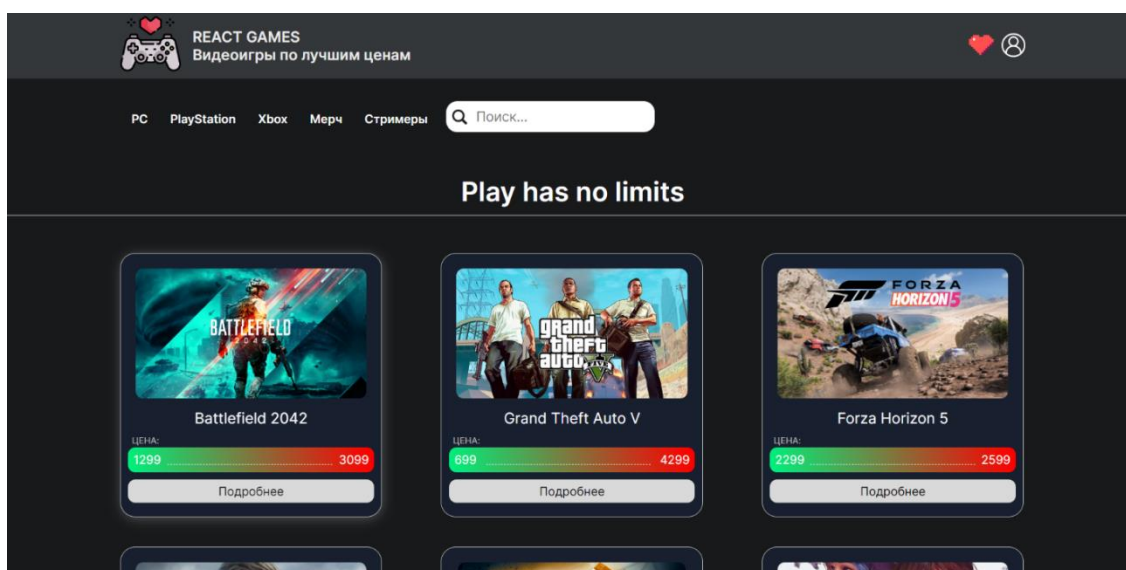 REACT GAMES
Видеоигры по лучшим ценам
PC PlayStation Xbox Мерч Стримеры Поиск...
Play has no limits
BATTLEFIELD
2042
grand
theft
auto
FORZA
HORIZON 5
Battlefield 2042
Grand Theft Auto V
Forza Horizon 5
ЦЕНА:
ЦЕНА:
ЦЕНА:
1299 3099
699 4299
2299 2599
Подробнее
Подробнее
Подробнее